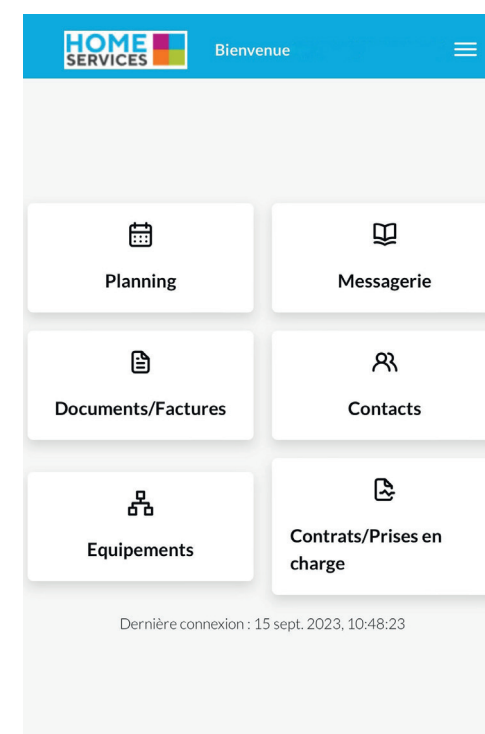 HOME
SERVICES
Bienvenue
Planning
Messagerie
Documents/Factures
Contacts
Equipements
Contrats/Prises en
charge
Dernière connexion : 15 sept. 2023, 10:48:23